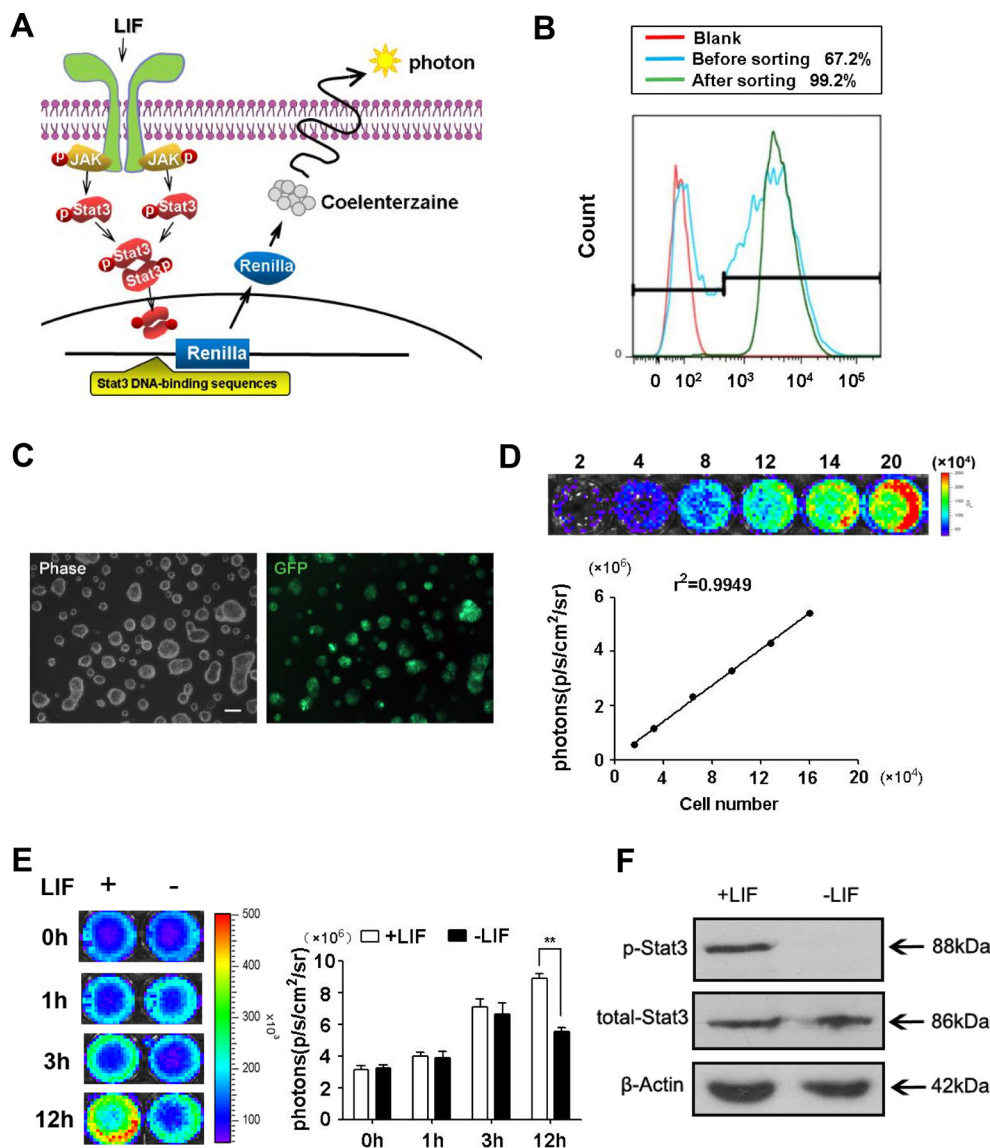 A
LIF
photon
p JAK JAK p
p Stat3 p Stat3
Coelenterzaine
p Stat3
Stat3 p
Renilla
Renilla
Stat3 DNA-binding sequences
B
Blank
Before sorting 67.2%
After sorting 99.2%
Count
0
0 10² 10³ 10⁴ 10⁵
C
Phase
GFP
D
2 4 8 12 14 20 (×10⁴)
250
200
150
100
50
(×10⁶)
r²=0.9949
photons(p/s/cm²/sr)
6
4
2
0
0 4 8 12 16 20 (×10⁴)
Cell number
E
LIF + -
0h
1h
3h
12h
500
400
300
200
100
×10³
(×10⁶) +LIF -LIF
photons(p/s/cm²/sr)
10
8
6
4
2
0
**
0h 1h 3h 12h
F
+LIF -LIF
p-Stat3 88kDa
total-Stat3 86kDa
β-Actin 42kDa